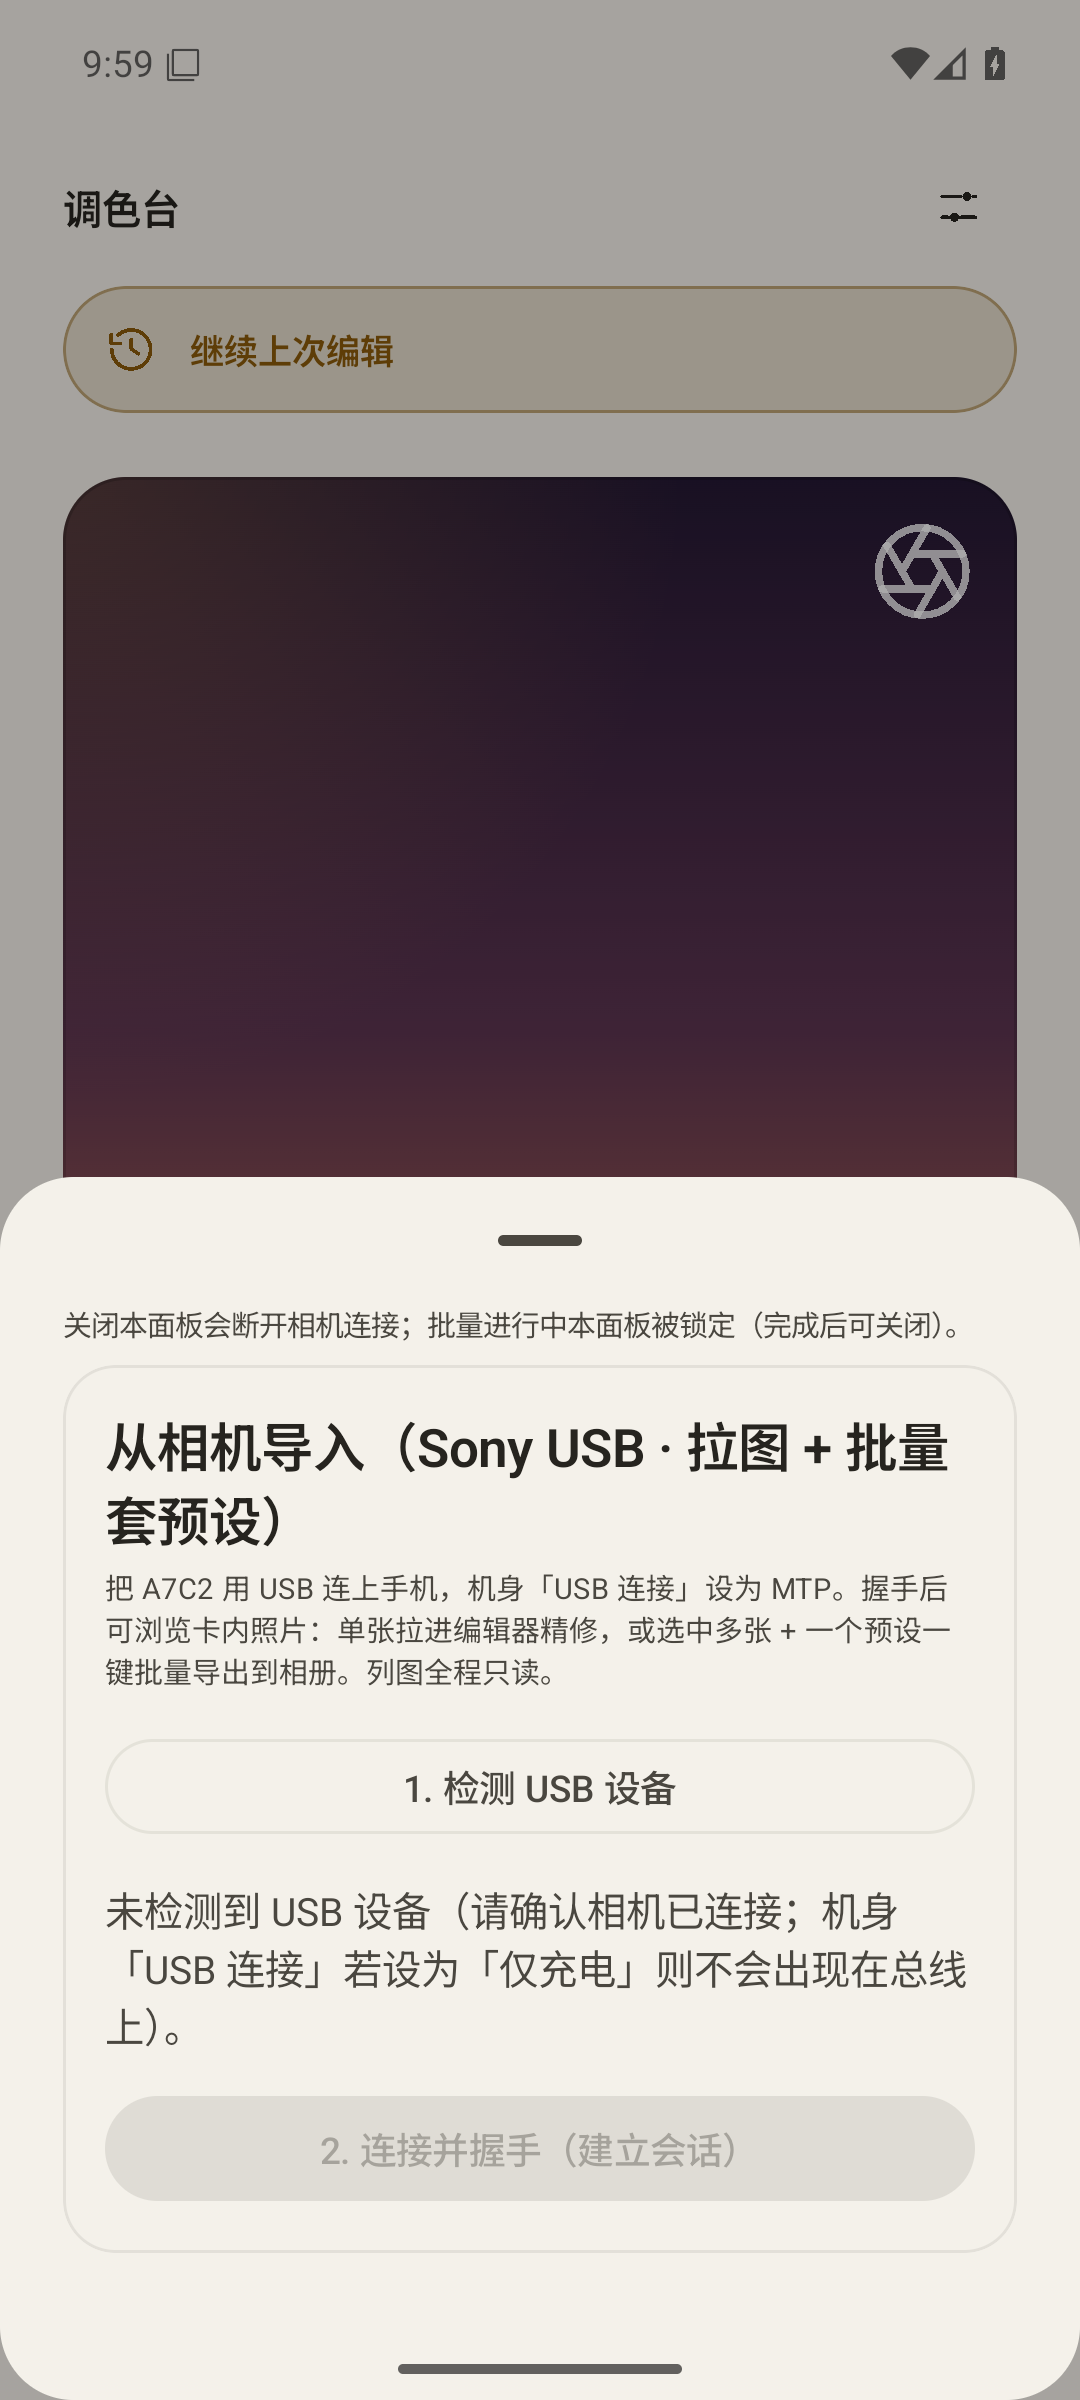 9:59
调色台
继续上次编辑
关闭本面板会断开相机连接；批量进行中本面板被锁定（完成后可关闭）。
从相机导入（Sony USB · 拉图 + 批量
套预设）
把 A7C2 用 USB 连上手机，机身「USB 连接」设为 MTP。握手后
可浏览卡内照片：单张拉进编辑器精修，或选中多张 + 一个预设一
键批量导出到相册。列图全程只读。
1. 检测 USB 设备
未检测到 USB 设备（请确认相机已连接；机身
「USB 连接」若设为「仅充电」则不会出现在总线
上）。
2. 连接并握手（建立会话）